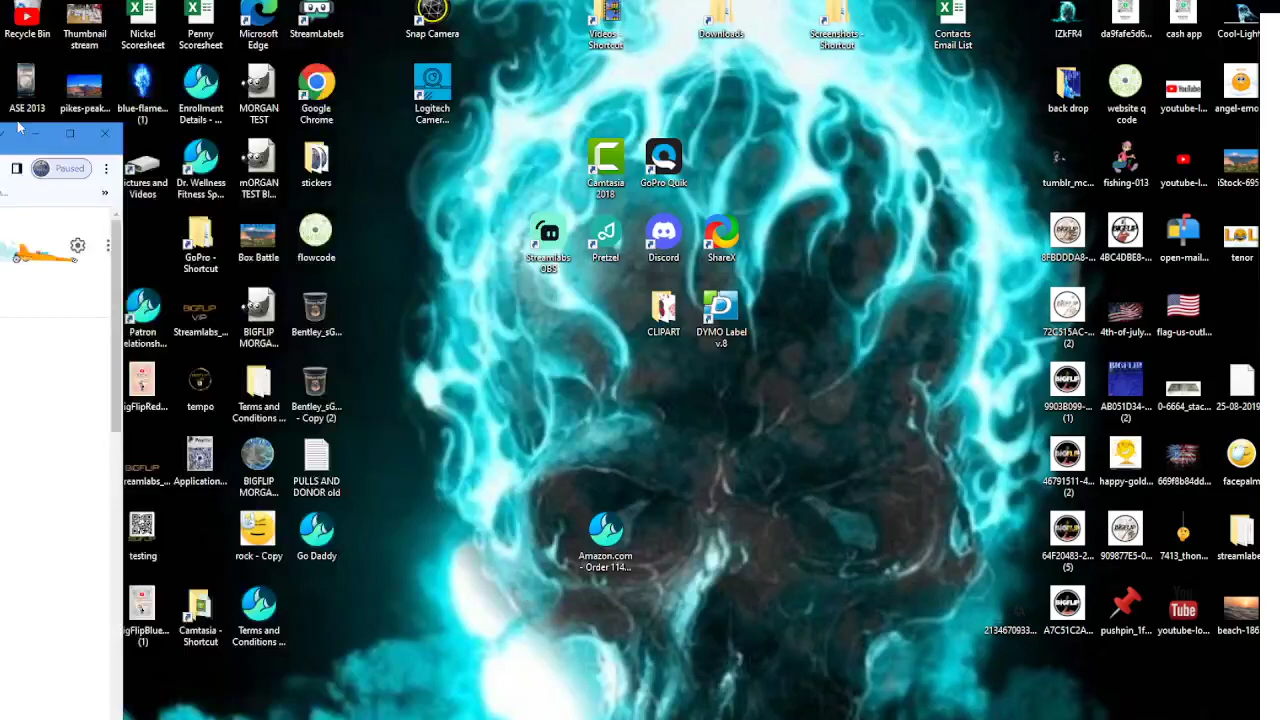 Recycle Bin
Thumbnail
stream
Nickel
Scoresheet
Penny
Scoresheet
Microsoft
Edge
StreamLabels
Snap Camera
Videos -
Shortcut
Downloads
Screenshots -
Shortcut
Contacts
Email List
IZkFR4
da9fafe5d6...
cash app
Cool-Light
ASE 2013
pikes-peak...
blue-flame...
(1)
Enrollment
Details - ...
MORGAN
TEST
Google
Chrome
Logitech
Camer...
back drop
website q
code
youtube-l...
angel-emo
Paused
ictures and
Videos
Dr. Wellness
Fitness Sp...
mORGAN
TEST Bl...
stickers
Camtasia
2018
GoPro Quik
tumblr_mc...
fishing-013
youtube-l...
iStock-695
GoPro -
Shortcut
Box Battle
flowcode
Streamlabs
OBS
Pretzel
Discord
ShareX
8FBDDDA8-...
4BC4DBE8-...
open-mail...
LOL
tenor
Patron
elationsh...
BIGFLIP
VIP
Streamlabs_...
BIGFLIP
MORGA...
Bentley_sG...
CLIPART
DYMO Label
v.8
72C515AC-...
(2)
4th-of-july...
flag-us-outl...
igFlipRed...
tempo
Terms and
Conditions ...
Bentley_sG...
- Copy (2)
9903B099-...
(1)
BIGFLIP
AB051D34-...
(2)
0-6664_stac...
25-08-2019
reamlabs_...
Application...
BIGFLIP
MORGA...
PULLS AND
DONOR old
46791511-4...
(2)
happy-gold...
669f8b84dd...
facepalm
testing
rock - Copy
Go Daddy
Amazon.com
- Order 114...
64F20483-2...
(5)
909877E5-0...
7413_thon...
streamlabe
igFlipBlue...
(1)
Camtasia -
Shortcut
Terms and
Conditions ...
2134670933...
A7C51C2A...
pushpin_1f...
You
Tube
youtube-lo...
beach-186